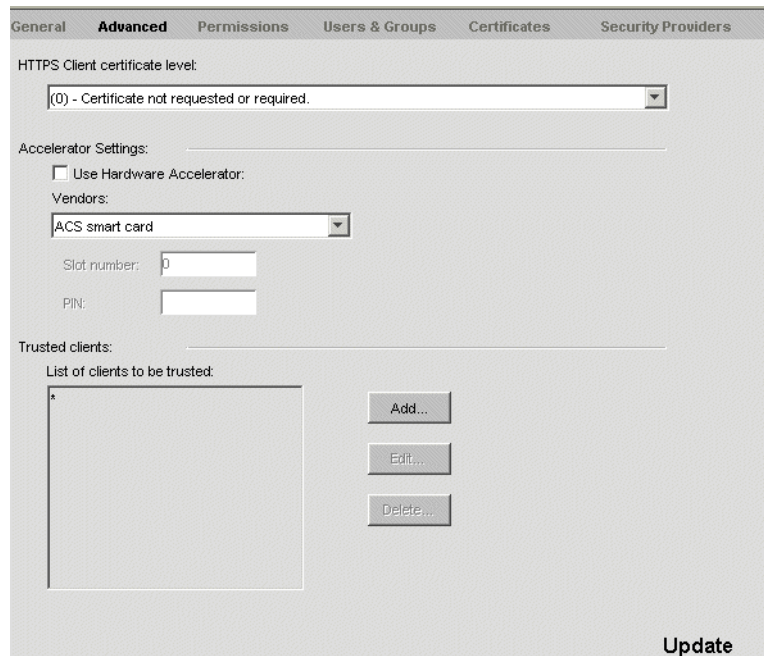 General Advanced Permissions Users & Groups Certificates Security Providers
HTTPS Client certificate level:
(0) - Certificate not requested or required.
Accelerator Settings:
Use Hardware Accelerator:
Vendors:
ACS smart card
Slot number: 0
PIN:
Trusted clients:
List of clients to be trusted:
*
Add...
Edit...
Delete...
Update